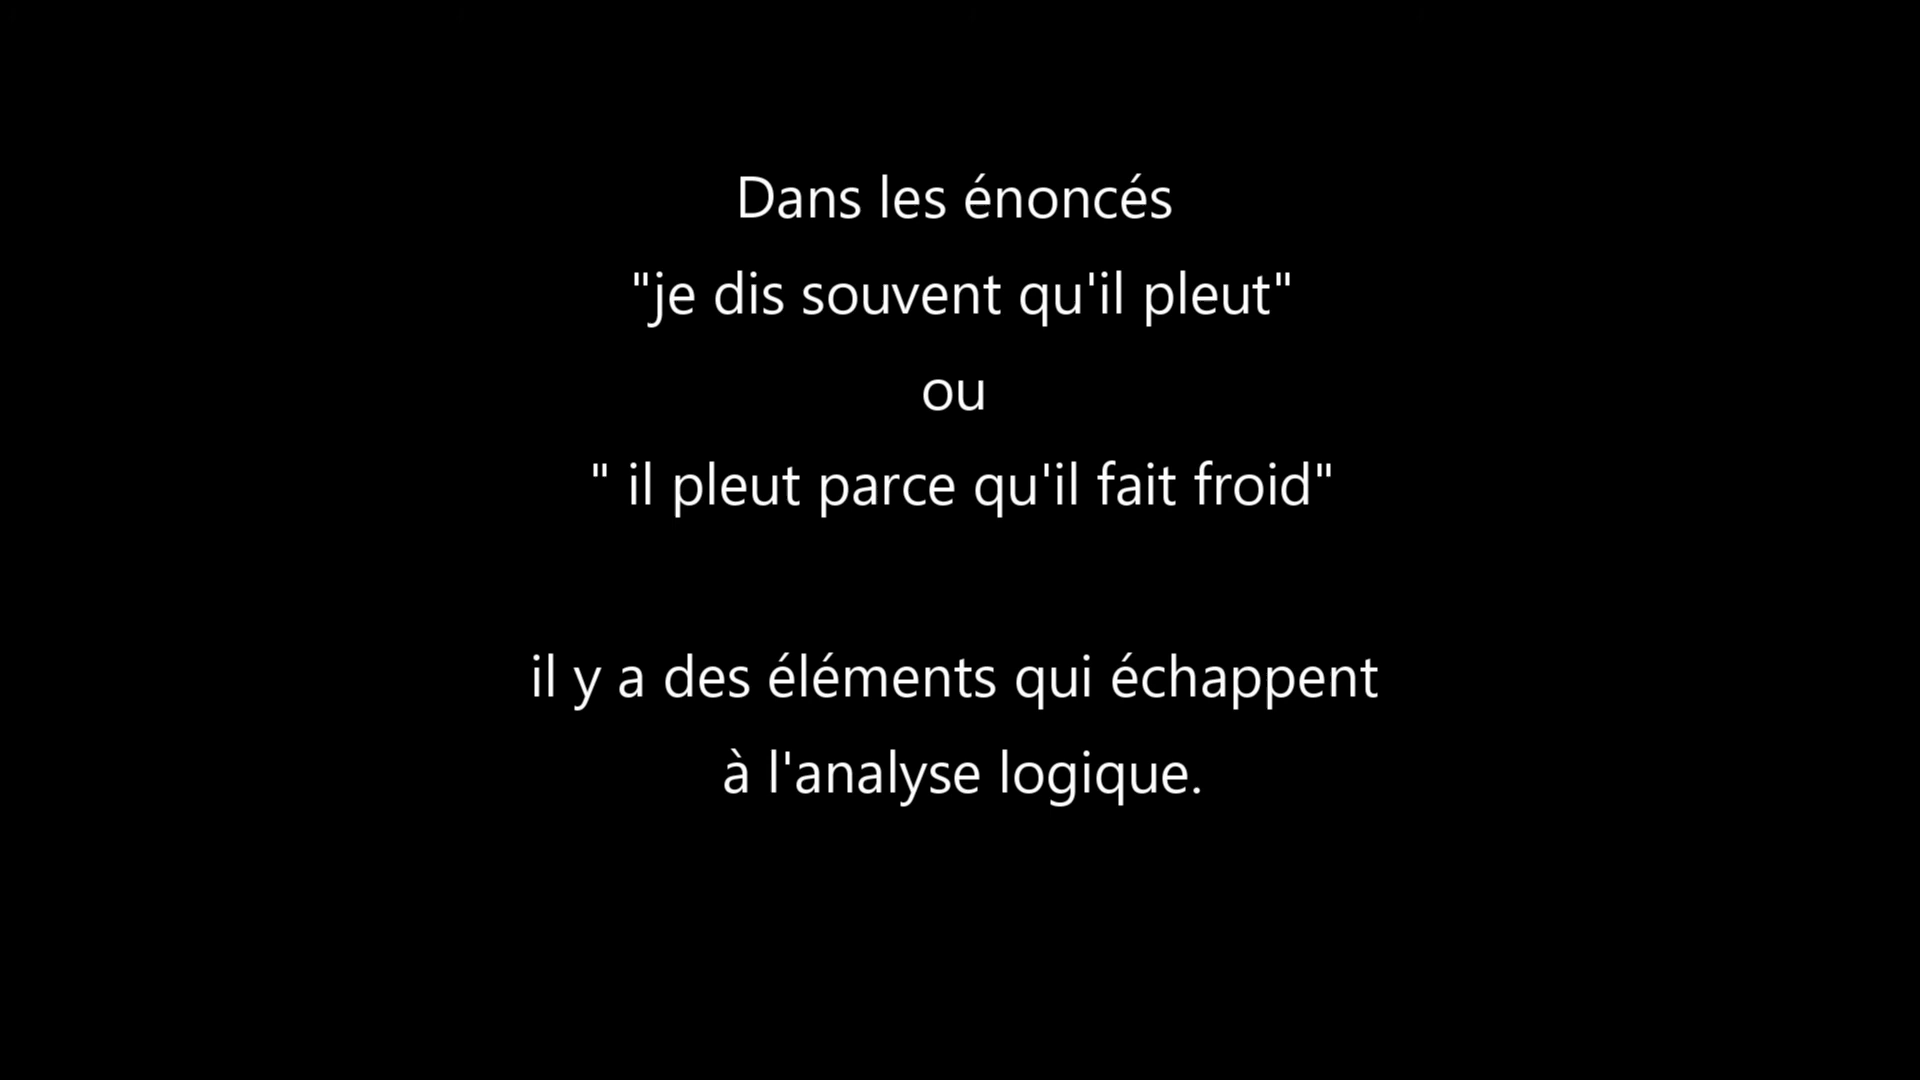 Dans les énoncés
"je dis souvent qu'il pleut"
ou
" il pleut parce qu'il fait froid"
il y a des éléments qui échappent
à l'analyse logique.